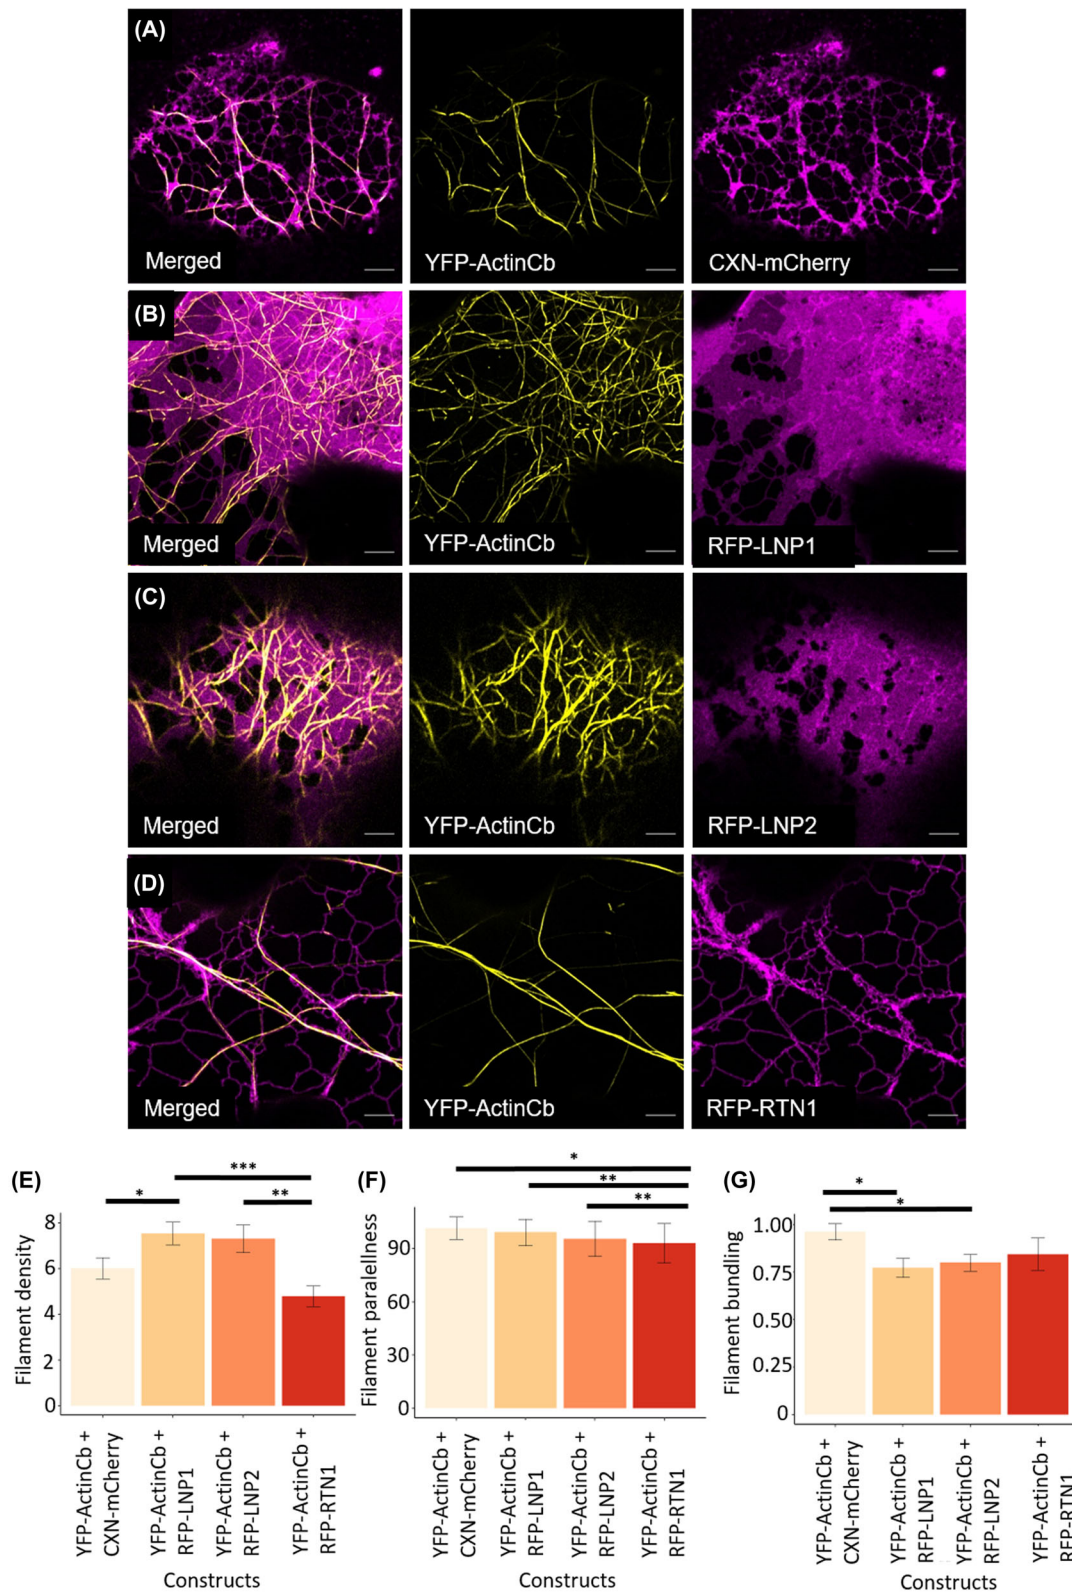 (A)
Merged
YFP-ActinCb
CXN-mCherry
(B)
Merged
YFP-ActinCb
RFP-LNP1
(C)
Merged
YFP-ActinCb
RFP-LNP2
(D)
Merged
YFP-ActinCb
RFP-RTN1
(E)
***
*
**
8
6
4
2
0
Filament density
YFP-ActinCb +
CXN-mCherry
YFP-ActinCb +
RFP-LNP1
YFP-ActinCb +
RFP-LNP2
YFP-ActinCb +
RFP-RTN1
Constructs
(F)
*
**
**
90
60
30
0
Filament paralellness
YFP-ActinCb +
CXN-mCherry
YFP-ActinCb +
RFP-LNP1
YFP-ActinCb +
RFP-LNP2
YFP-ActinCb +
RFP-RTN1
Constructs
(G)
*
*
1.00
0.75
0.50
0.25
0
Filament bundling
YFP-ActinCb +
CXN-mCherry
YFP-ActinCb +
RFP-LNP1
YFP-ActinCb +
RFP-LNP2
YFP-ActinCb +
RFP-RTN1
Constructs